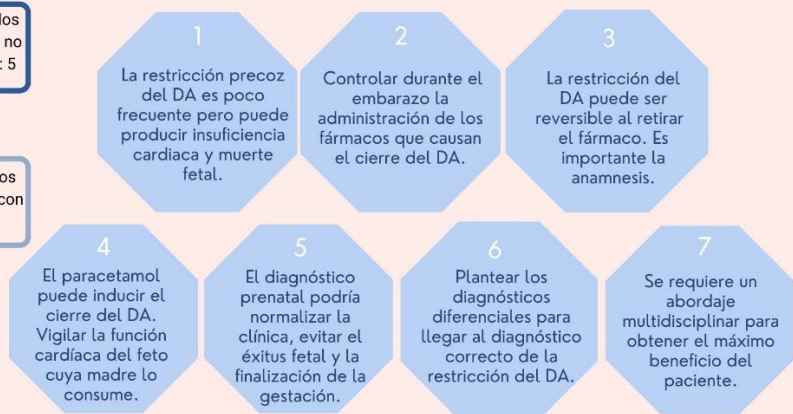 los
no
: 5
os
con
1
La restricción precoz
del DA es poco
frecuente pero puede
producir insuficiencia
cardiaca y muerte
fetal.
2
Controlar durante el
embarazo la
administración de los
fármacos que causan
el cierre del DA.
3
La restricción del
DA puede ser
reversible al retirar
el fármaco. Es
importante la
anamnesis.
4
El paracetamol
puede inducir el
cierre del DA.
Vigilar la función
cardíaca del feto
cuya madre lo
consume.
5
El diagnóstico
prenatal podría
normalizar la
clínica, evitar el
éxitus fetal y la
finalización de la
gestación.
6
Plantear los
diagnósticos
diferenciales para
llegar al diagnóstico
correcto de la
restricción del DA.
7
Se requiere un
abordaje
multidisciplinar para
obtener el máximo
beneficio del
paciente.